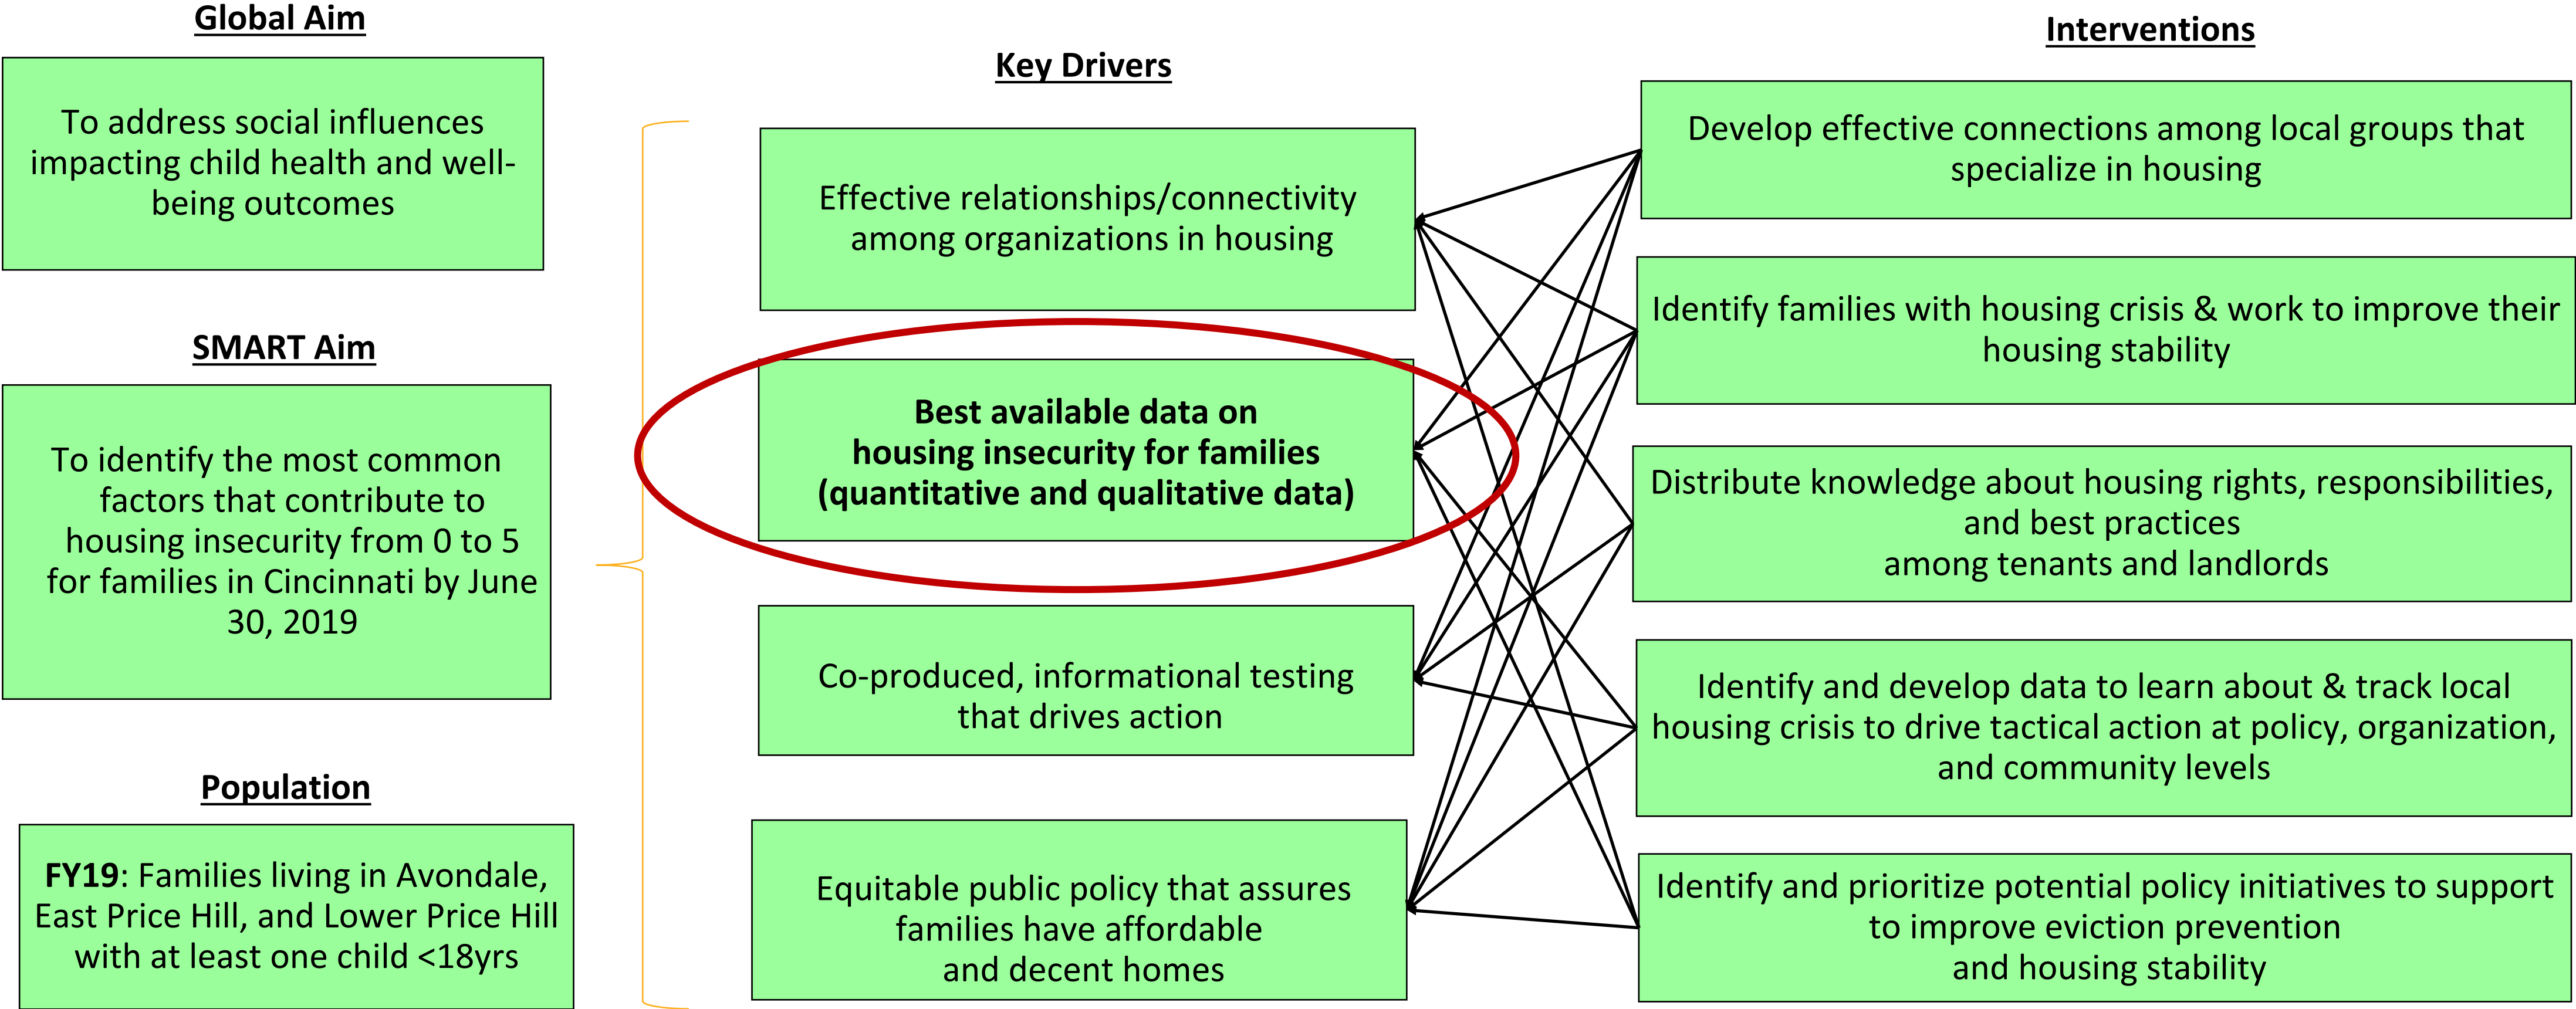 Global Aim
To address social influences
impacting child health and well-
being outcomes
SMART Aim
To identify the most common
factors that contribute to
housing insecurity from 0 to 5
for families in Cincinnati by June
30, 2019
Population
FY19: Families living in Avondale,
East Price Hill, and Lower Price Hill
with at least one child <18yrs
Key Drivers
Effective relationships/connectivity
among organizations in housing
Best available data on
housing insecurity for families
(quantitative and qualitative data)
Co-produced, informational testing
that drives action
Equitable public policy that assures
families have affordable
and decent homes
Interventions
Develop effective connections among local groups that
specialize in housing
Identify families with housing crisis & work to improve their
housing stability
Distribute knowledge about housing rights, responsibilities,
and best practices
among tenants and landlords
Identify and develop data to learn about & track local
housing crisis to drive tactical action at policy, organization,
and community levels
Identify and prioritize potential policy initiatives to support
to improve eviction prevention
and housing stability